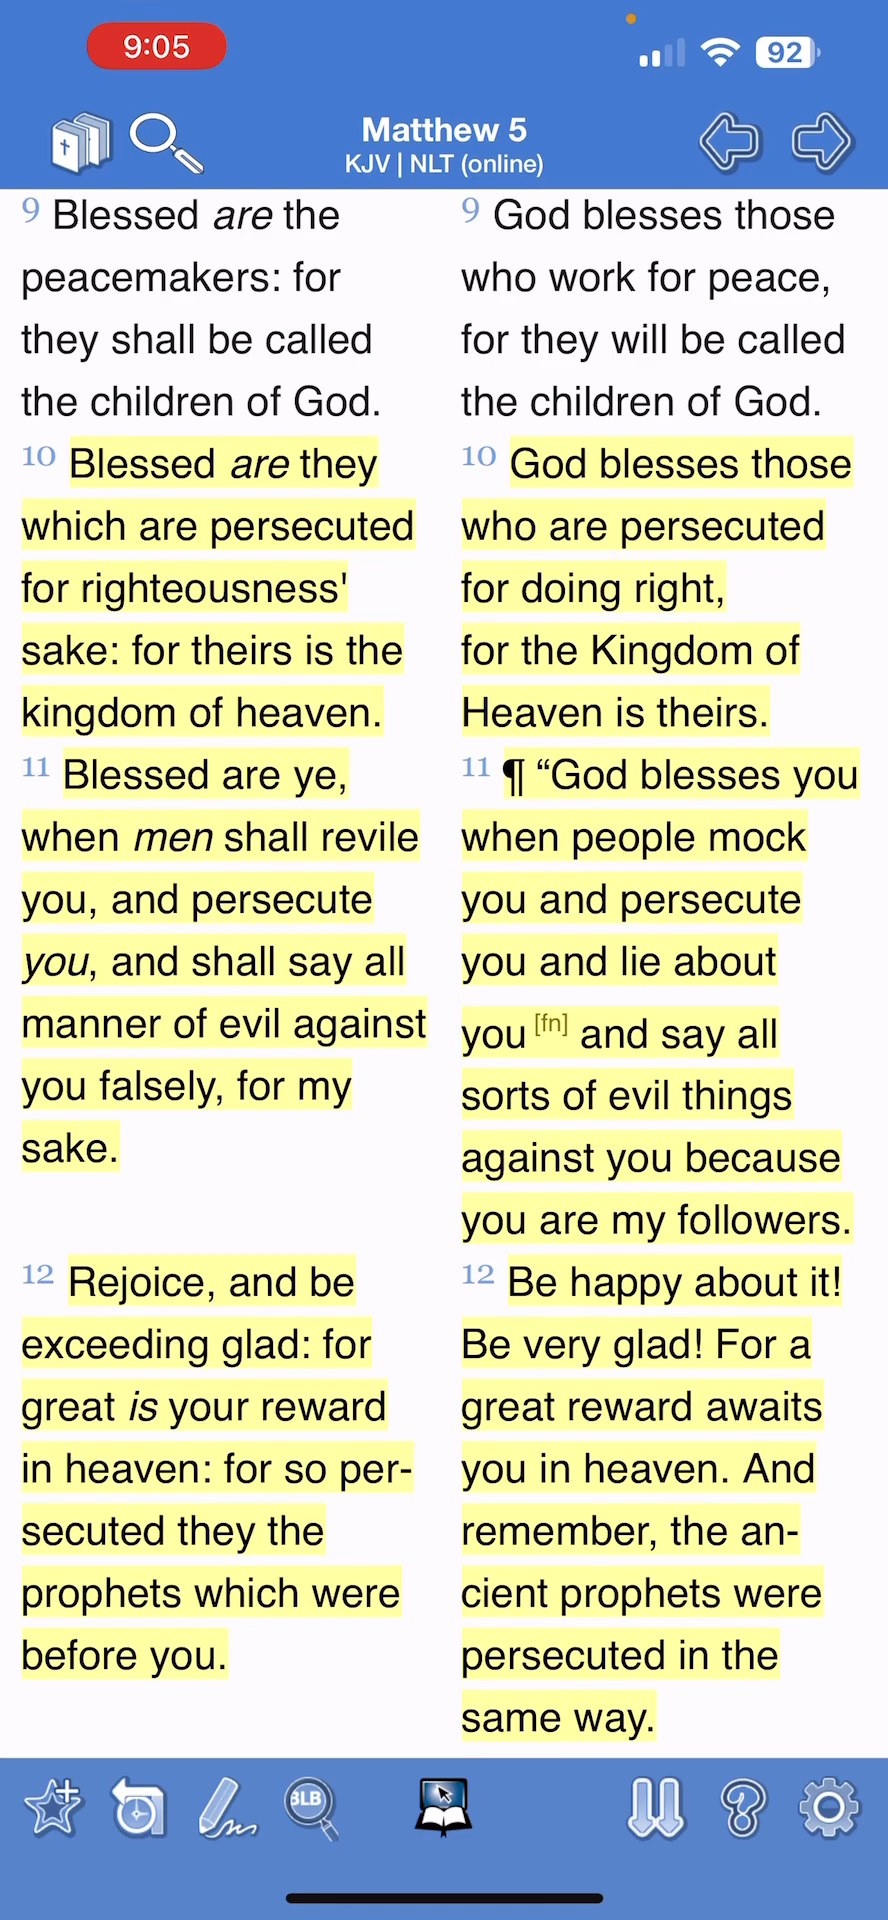 9:05
92
Matthew 5
KJV | NLT (online)
9 Blessed are the
peacemakers: for
they shall be called
the children of God.
10 Blessed are they
which are persecuted
for righteousness'
sake: for theirs is the
kingdom of heaven.
11 Blessed are ye,
when men shall revile
you, and persecute
you, and shall say all
manner of evil against
you falsely, for my
sake.
12 Rejoice, and be
exceeding glad: for
great is your reward
in heaven: for so per-
secuted they the
prophets which were
before you.
9 God blesses those
who work for peace,
for they will be called
the children of God.
10 God blesses those
who are persecuted
for doing right,
for the Kingdom of
Heaven is theirs.
11 ¶ “God blesses you
when people mock
you and persecute
you and lie about
you [fn] and say all
sorts of evil things
against you because
you are my followers.
12 Be happy about it!
Be very glad! For a
great reward awaits
you in heaven. And
remember, the an-
cient prophets were
persecuted in the
same way.
BLB